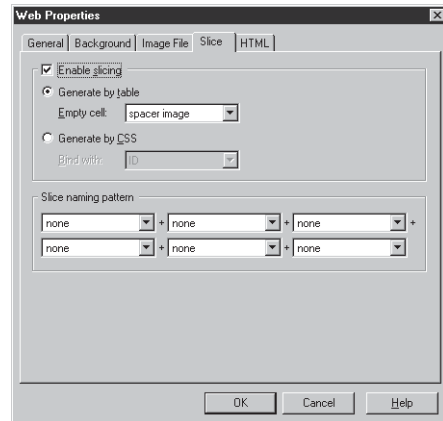 Web Properties
General Background Image File Slice HTML
Enable slicing
Generate by table
Empty cell: spacer image
Generate by CSS
Bind with: ID
Slice naming pattern
none + none + none +
none + none + none
OK Cancel Help